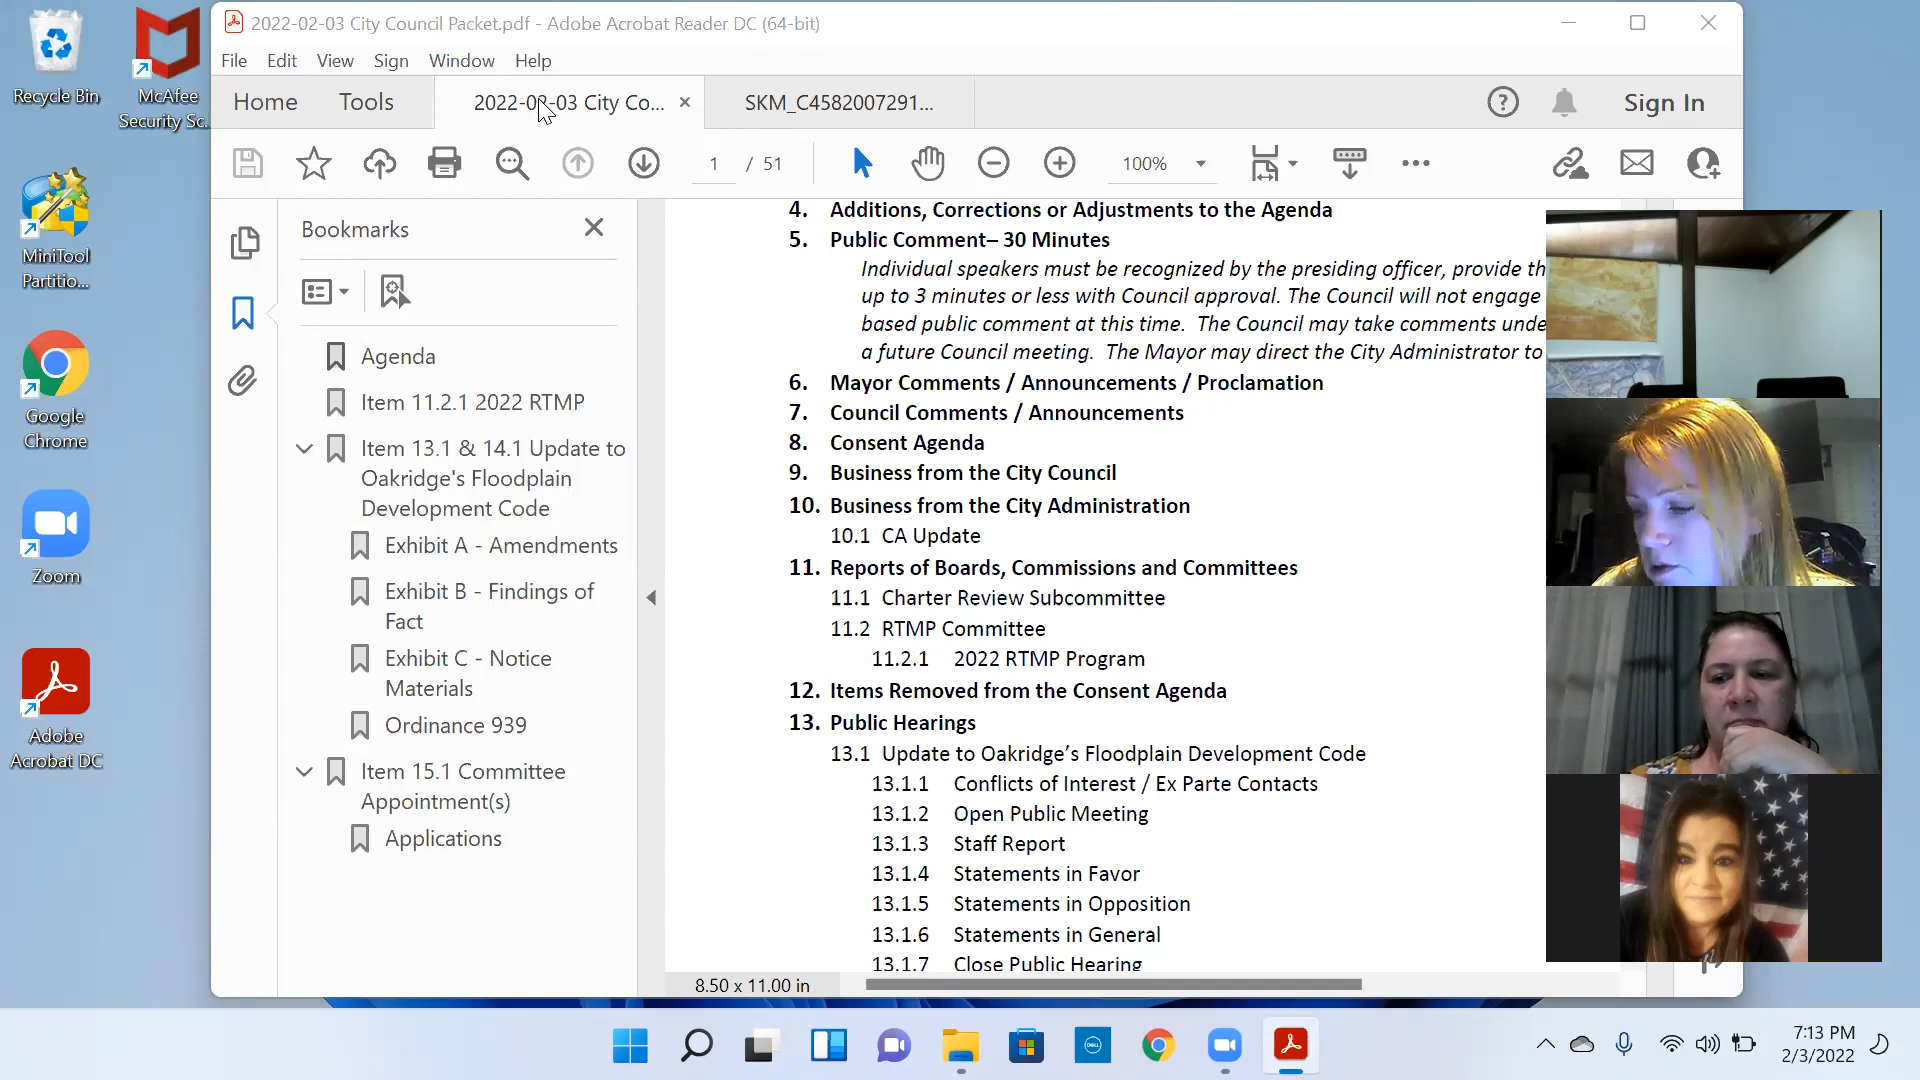 2022-02-03 City Council Packet.pdf - Adobe Acrobat Reader DC (64-bit)
File Edit View Sign Window Help
Home Tools 2022-02-03 City Co... SKM_C4582007291... Sign In
1 / 51 100%
Recycle Bin
McAfee
Security Sc...
MiniTool
Partitio...
Google
Chrome
Zoom
Adobe
Acrobat DC
Bookmarks
Agenda
Item 11.2.1 2022 RTMP
Item 13.1 & 14.1 Update to
Oakridge's Floodplain
Development Code
Exhibit A - Amendments
Exhibit B - Findings of
Fact
Exhibit C - Notice
Materials
Ordinance 939
Item 15.1 Committee
Appointment(s)
Applications
4. Additions, Corrections or Adjustments to the Agenda
5. Public Comment– 30 Minutes
Individual speakers must be recognized by the presiding officer, provide th
up to 3 minutes or less with Council approval. The Council will not engage
based public comment at this time. The Council may take comments unde
a future Council meeting. The Mayor may direct the City Administrator to
6. Mayor Comments / Announcements / Proclamation
7. Council Comments / Announcements
8. Consent Agenda
9. Business from the City Council
10. Business from the City Administration
10.1 CA Update
11. Reports of Boards, Commissions and Committees
11.1 Charter Review Subcommittee
11.2 RTMP Committee
11.2.1 2022 RTMP Program
12. Items Removed from the Consent Agenda
13. Public Hearings
13.1 Update to Oakridge’s Floodplain Development Code
13.1.1 Conflicts of Interest / Ex Parte Contacts
13.1.2 Open Public Meeting
13.1.3 Staff Report
13.1.4 Statements in Favor
13.1.5 Statements in Opposition
13.1.6 Statements in General
13.1.7 Close Public Hearing
8.50 x 11.00 in
DELL
7:13 PM
2/3/2022